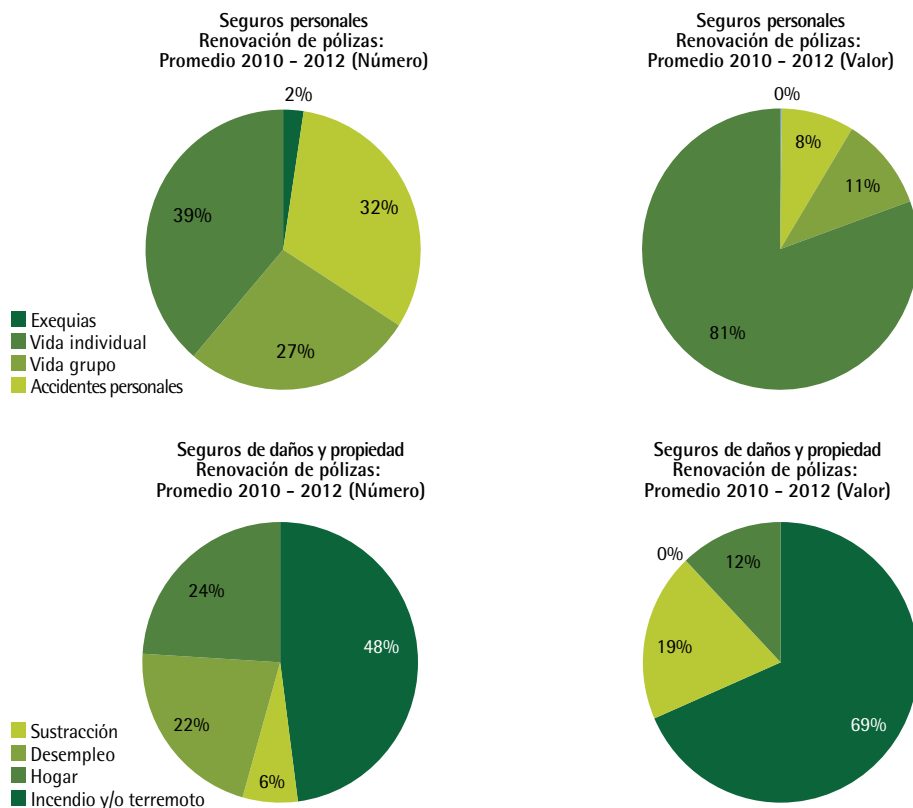 Seguros personales
Renovación de pólizas:
Promedio 2010 - 2012 (Número)
2%
32%
39%
27%
Exequias
Vida individual
Vida grupo
Accidentes personales
Seguros personales
Renovación de pólizas:
Promedio 2010 - 2012 (Valor)
0%
8%
11%
81%
Seguros de daños y propiedad
Renovación de pólizas:
Promedio 2010 - 2012 (Número)
24%
48%
22%
6%
Sustracción
Desempleo
Hogar
Incendio y/o terremoto
Seguros de daños y propiedad
Renovación de pólizas:
Promedio 2010 - 2012 (Valor)
0%
12%
19%
69%